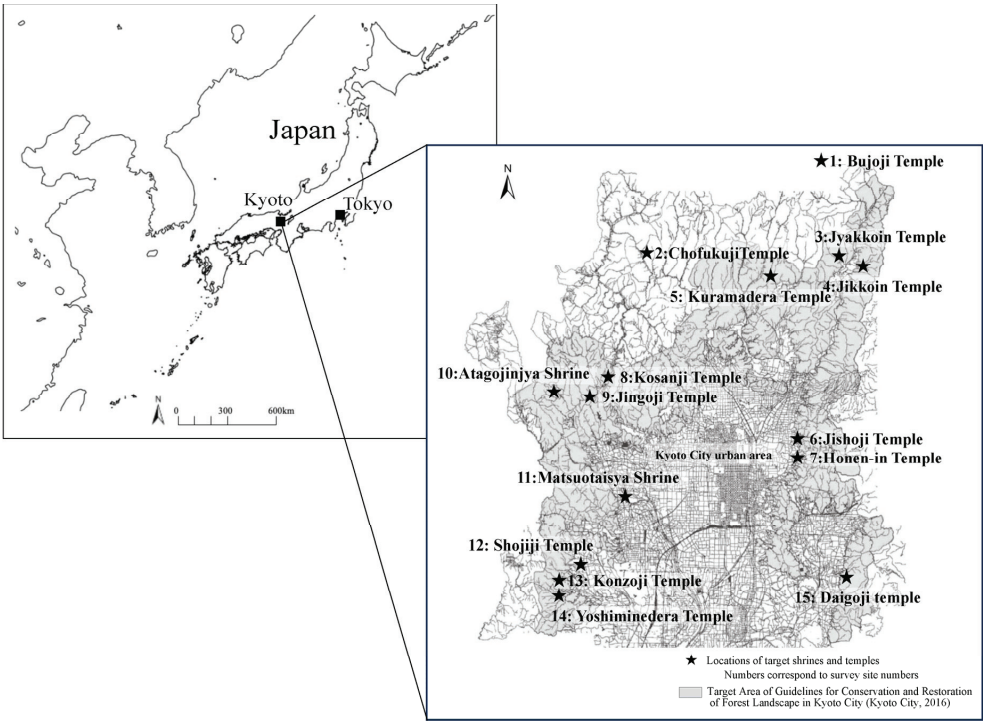 Japan
Kyoto
Tokyo
N
0 300 600km
N
1: Bujoji Temple
3:Jyakkoin Temple
2:ChofukujiTemple
4:Jikkoin Temple
5: Kuramadera Temple
10:Atagojinjya Shrine
8:Kosanji Temple
9:Jingoji Temple
6:Jishoji Temple
Kyoto City urban area
7:Honen-in Temple
11:Matsuotaisya Shrine
12: Shojiji Temple
13: Konzoji Temple
15: Daigoji temple
14: Yoshiminedera Temple
Locations of target shrines and temples
Numbers correspond to survey site numbers
Target Area of Guidelines for Conservation and Restoration
of Forest Landscape in Kyoto City (Kyoto City, 2016)